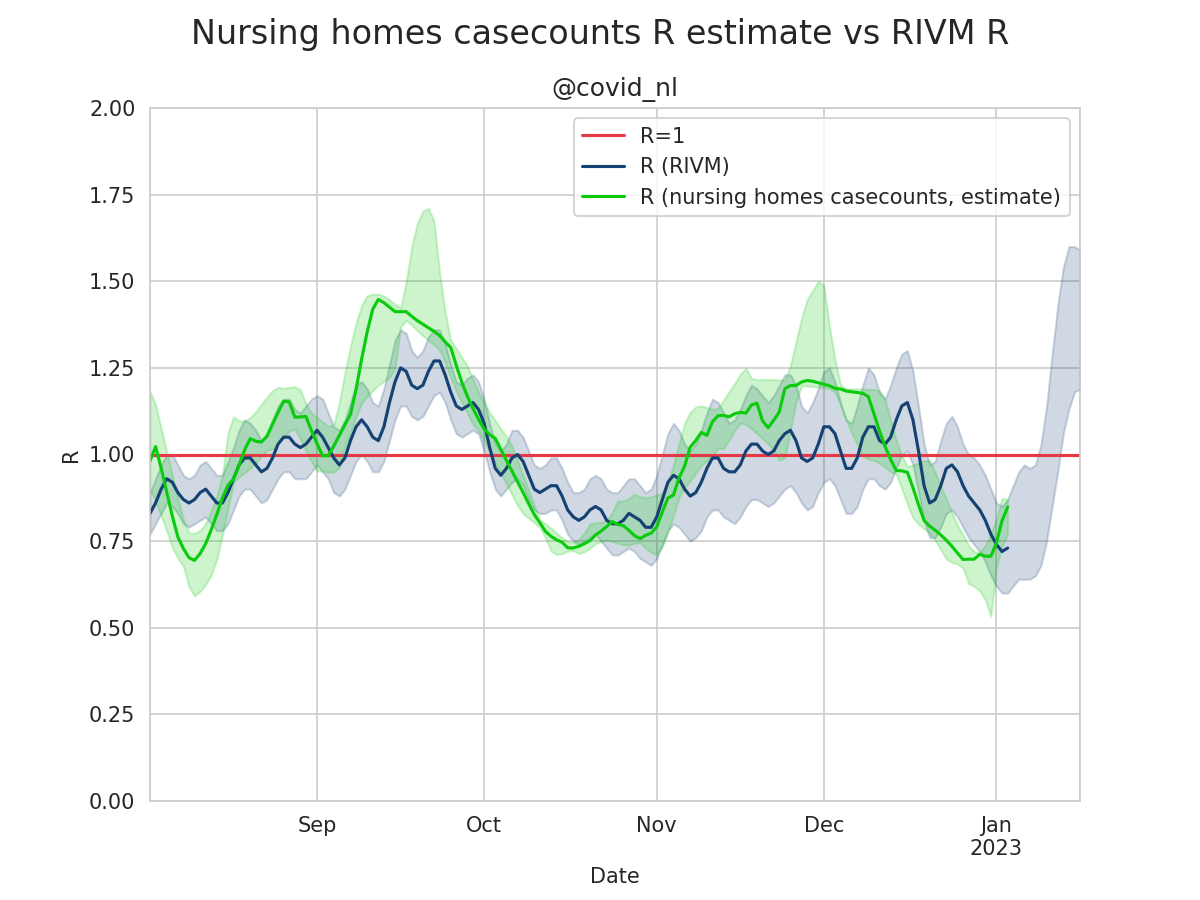 Nursing homes casecounts R estimate vs RIVM R
@covid_nl
R=1
R (RIVM)
R (nursing homes casecounts, estimate)
2.00
1.75
1.50
1.25
1.00
0.75
0.50
0.25
0.00
R
Sep
Oct
Nov
Dec
Jan
2023
Date